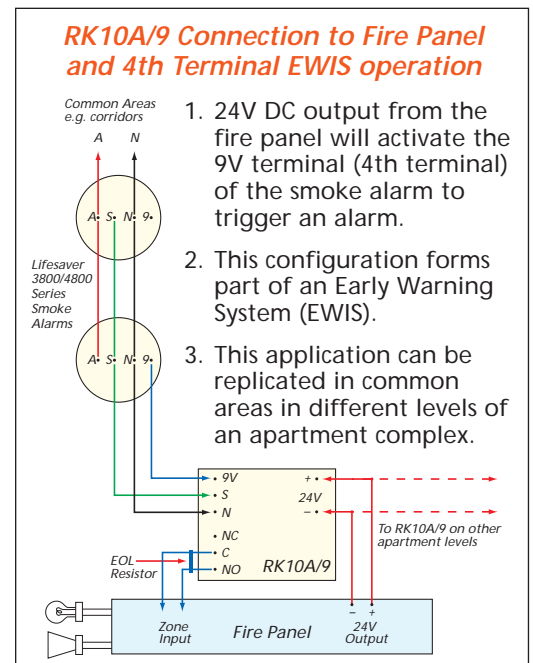 RK10A/9 Connection to Fire Panel
and 4th Terminal EWIS operation
Common Areas
e.g. corridors
A N
1. 24V DC output from the
fire panel will activate the
9V terminal (4th terminal)
of the smoke alarm to
trigger an alarm.
A S N 9
2. This configuration forms
part of an Early Warning
System (EWIS).
Lifesaver
3800/4800
Series
Smoke
Alarms
3. This application can be
replicated in common
areas in different levels of
an apartment complex.
A S N 9
9V
S
N
NC
C
NO
+
24V
–
RK10A/9
To RK10A/9 on other
apartment levels
EOL
Resistor
Zone
Input
Fire Panel
– +
24V
Output